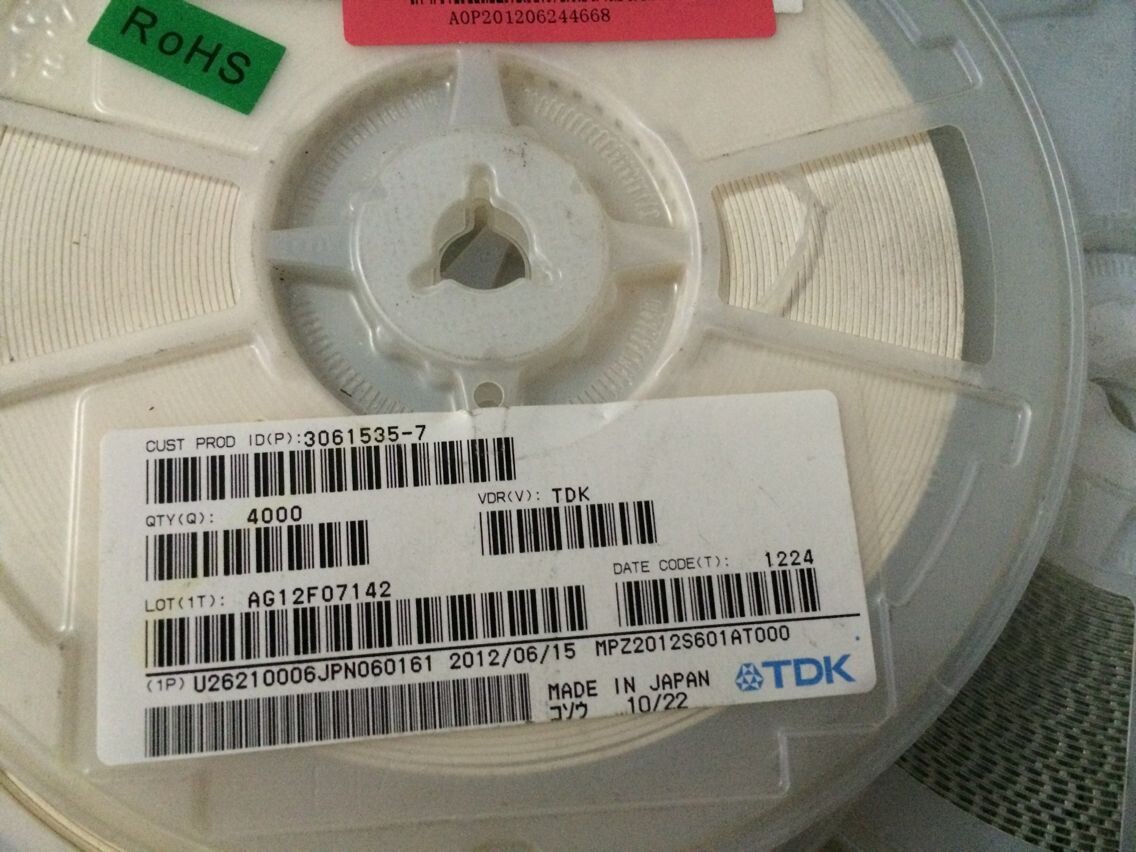 A0P201206244668
RoHS
CUST PROD ID(P):3061535-7
QTY(Q): 4000
VDR(V): TDK
LOT(1T): AG12F07142
DATE CODE(T): 1224
(1P) U26210006JPN060161 2012/06/15 MPZ2012S601AT000
MADE IN JAPAN
コソウ 10/22
TDK